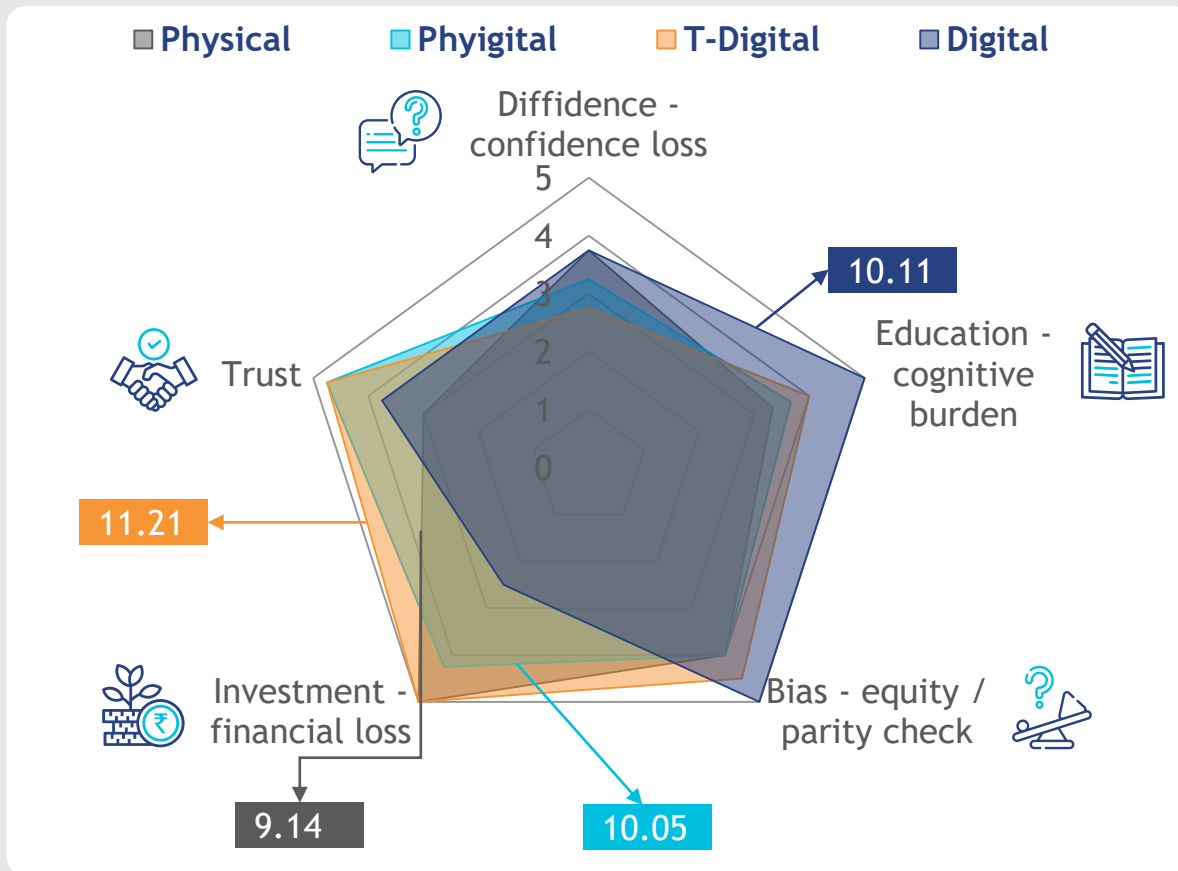 Physical
Phyigital
T-Digital
Digital
Diffidence -
confidence loss
5
4
3
2
1
0
10.11
Education -
cognitive
burden
Trust
11.21
Investment -
financial loss
₹
Bias - equity /
parity check
9.14
10.05